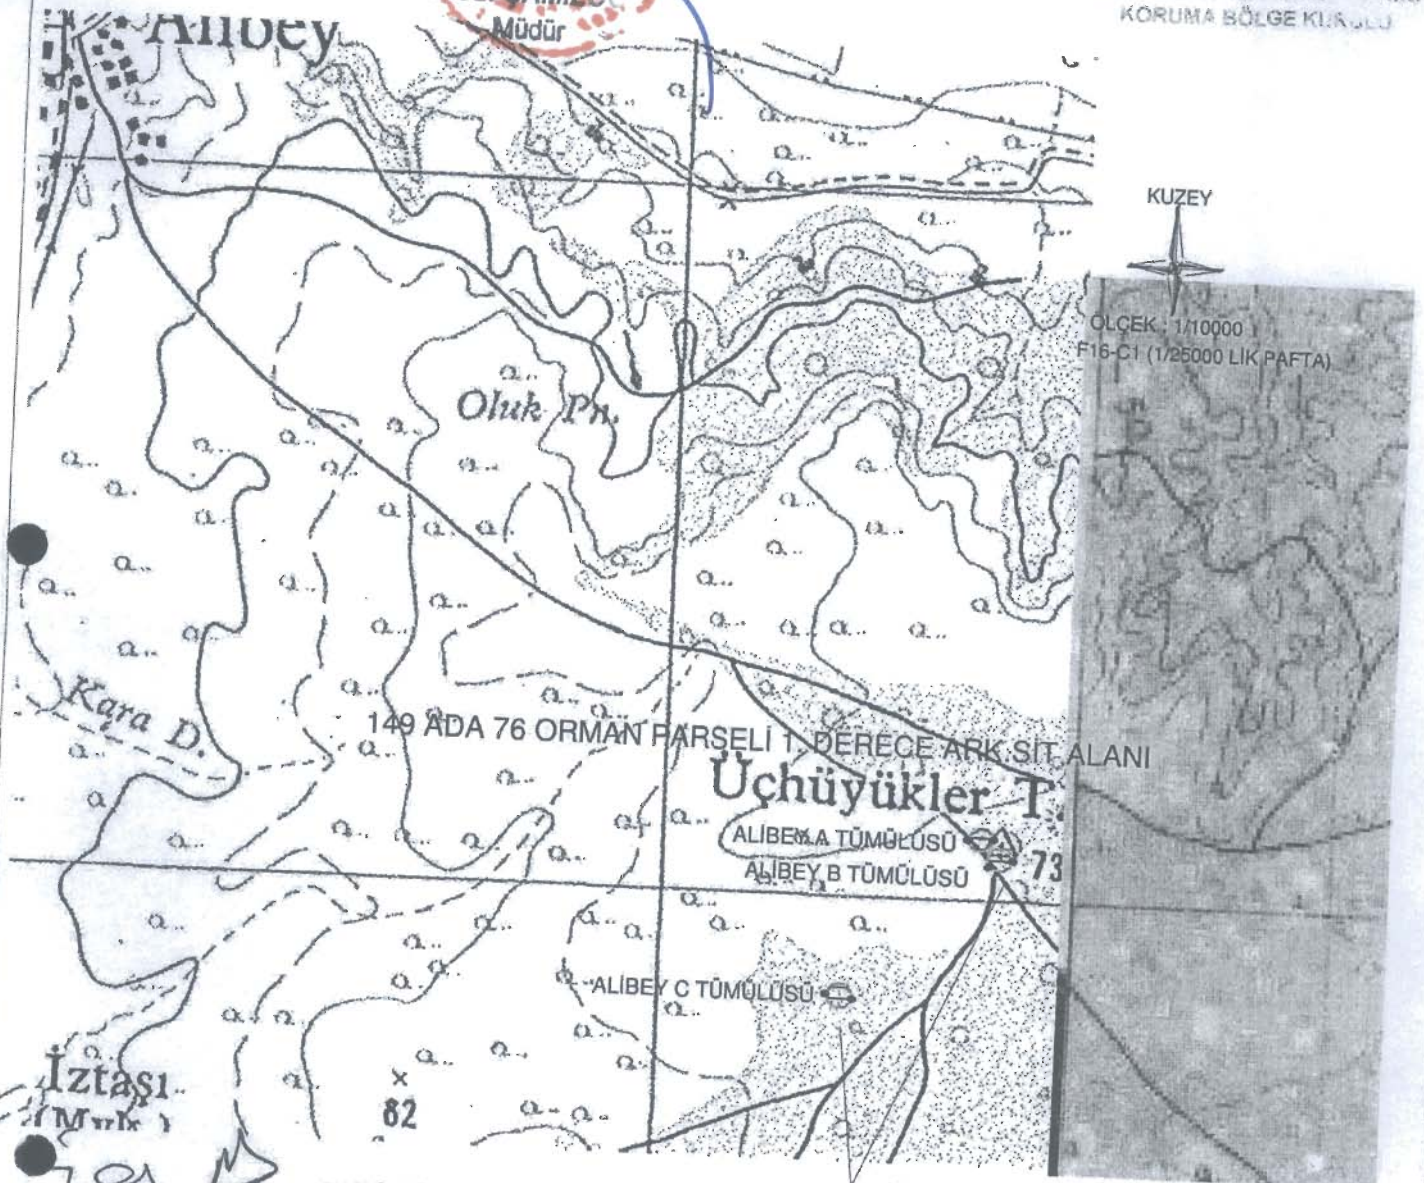 Alibey
Müdür
KORUMA BÖLGE KURULU
KUZEY
ÖLÇEK : 1/10000
F16-C1 (1/25000 LİK PAFTA)
Oluk Pn.
Kara D.
149 ADA 76 ORMAN PARSELİ 1. DERECE ARK.SİT ALANI
Üçhüyükler T.
ALİBEY A TÜMÜLÜSÜ
ALİBEY B TÜMÜLÜSÜ
73
ALİBEY C TÜMÜLÜSÜ
İztaşı
82